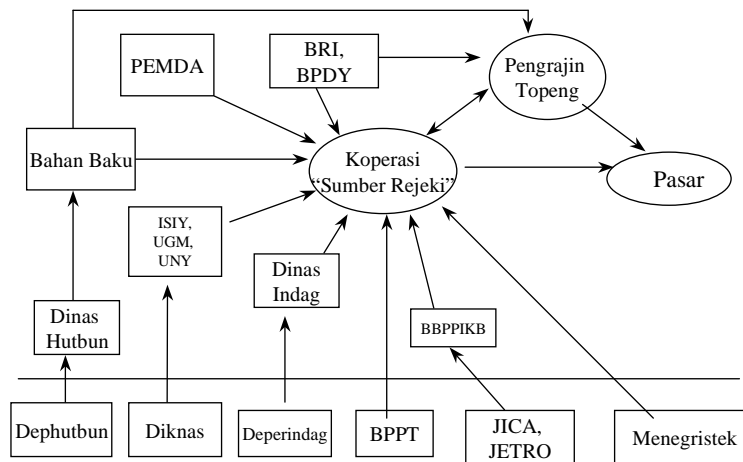 PEMDA
BRI,
BPDY
Pengrajin
Topeng
Bahan Baku
Koperasi
“Sumber Rejeki”
Pasar
ISIY,
UGM,
UNY
Dinas
Indag
Dinas
Hutbun
BBPPIKB
Dephutbun
Diknas
Deperindag
BPPT
JICA,
JETRO
Menegristek